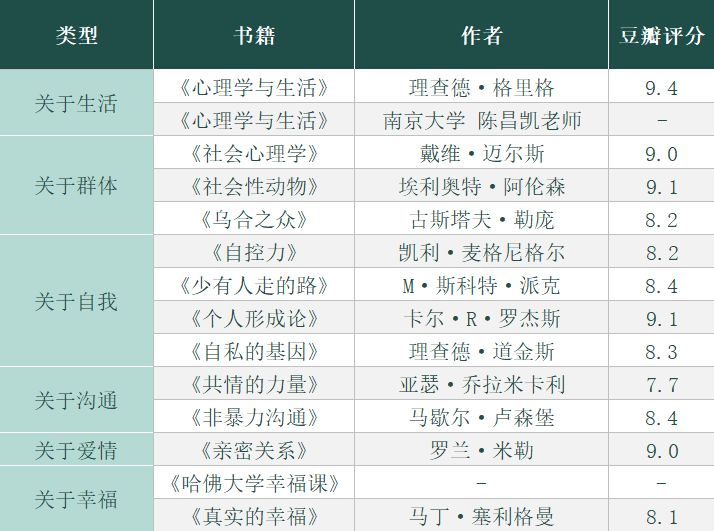 类型 书籍 作者 豆瓣评分
关于生活 《心理学与生活》 理查德·格里格 9.4
《心理学与生活》 南京大学 陈昌凯老师 -
关于群体 《社会心理学》 戴维·迈尔斯 9.0
《社会性动物》 埃利奥特·阿伦森 9.1
《乌合之众》 古斯塔夫·勒庞 8.2
关于自我 《自控力》 凯利·麦格尼格尔 8.2
《少有人走的路》 M·斯科特·派克 8.4
《个人形成论》 卡尔·R·罗杰斯 9.1
《自私的基因》 理查德·道金斯 8.3
关于沟通 《共情的力量》 亚瑟·乔拉米卡利 7.7
《非暴力沟通》 马歇尔·卢森堡 8.4
关于爱情 《亲密关系》 罗兰·米勒 9.0
关于幸福 《哈佛大学幸福课》 - -
《真实的幸福》 马丁·塞利格曼 8.1